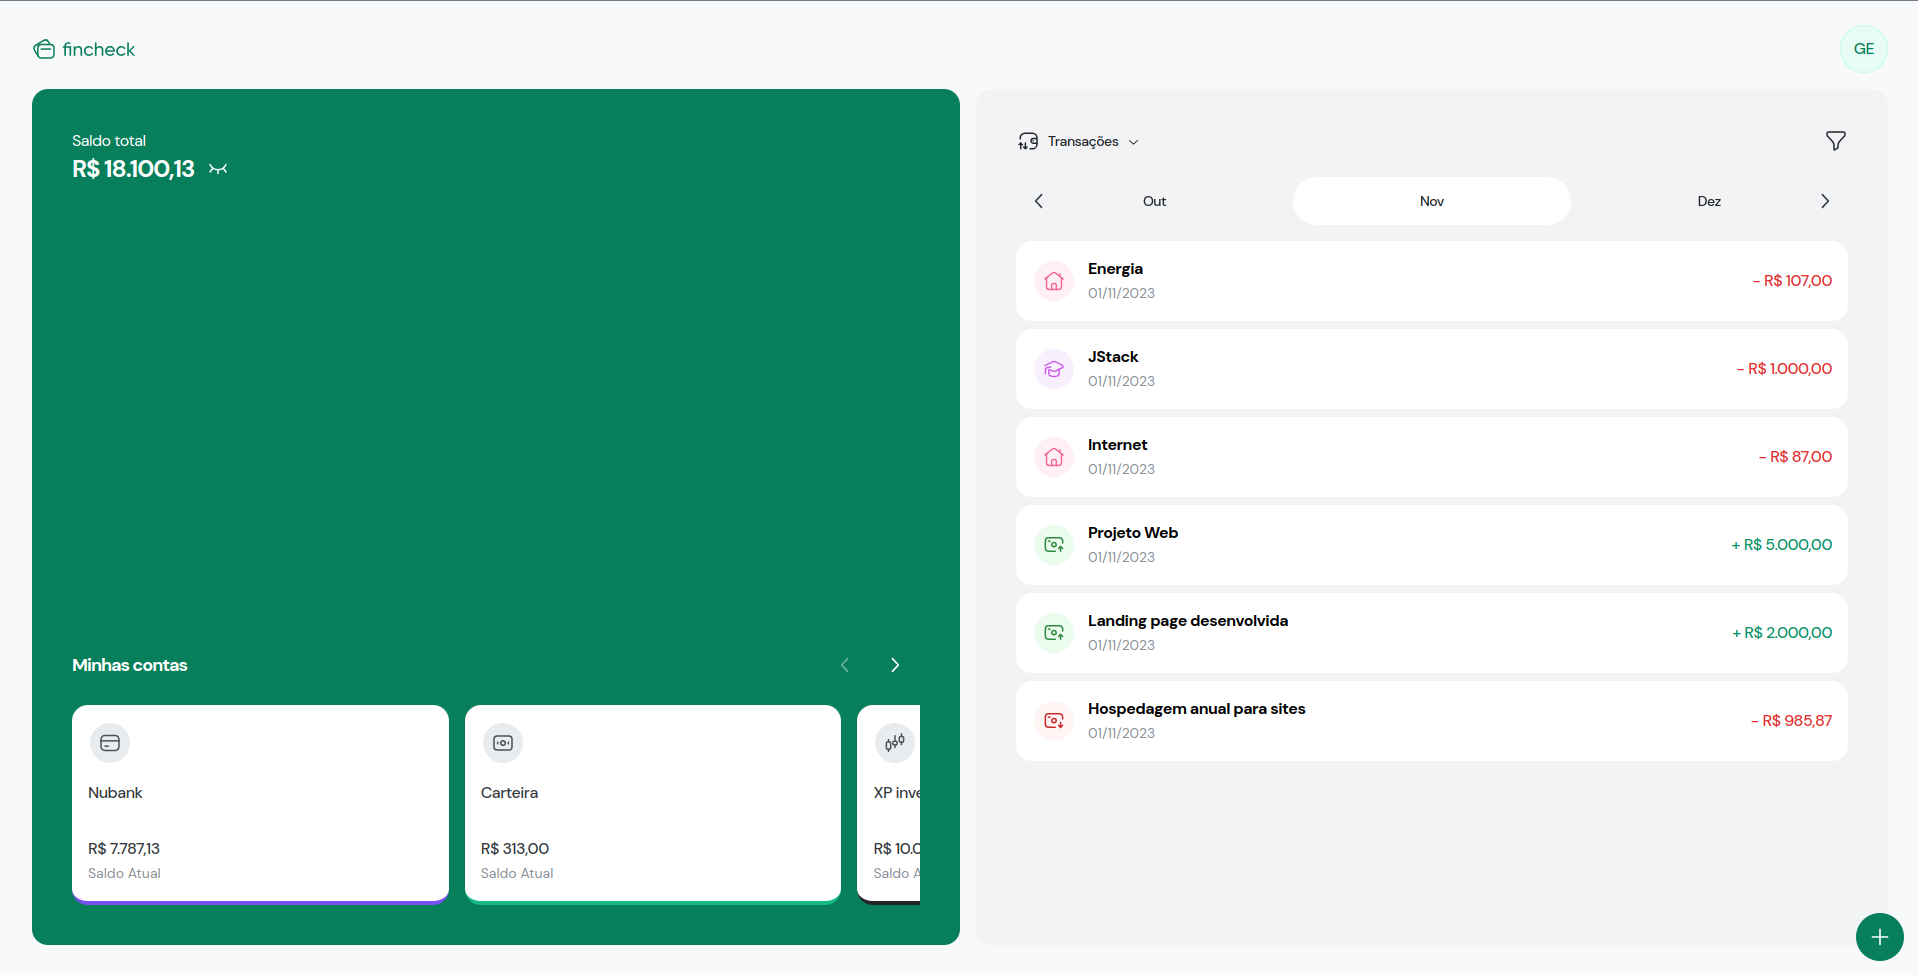 fincheck
GE
Saldo total
R$ 18.100,13
Minhas contas
Nubank
R$ 7.787,13
Saldo Atual
Carteira
R$ 313,00
Saldo Atual
XP inve
R$ 10.0
Saldo A
Transações
Out
Nov
Dez
Energia
01/11/2023
- R$ 107,00
JStack
01/11/2023
- R$ 1.000,00
Internet
01/11/2023
- R$ 87,00
Projeto Web
01/11/2023
+ R$ 5.000,00
Landing page desenvolvida
01/11/2023
+ R$ 2.000,00
Hospedagem anual para sites
01/11/2023
- R$ 985,87